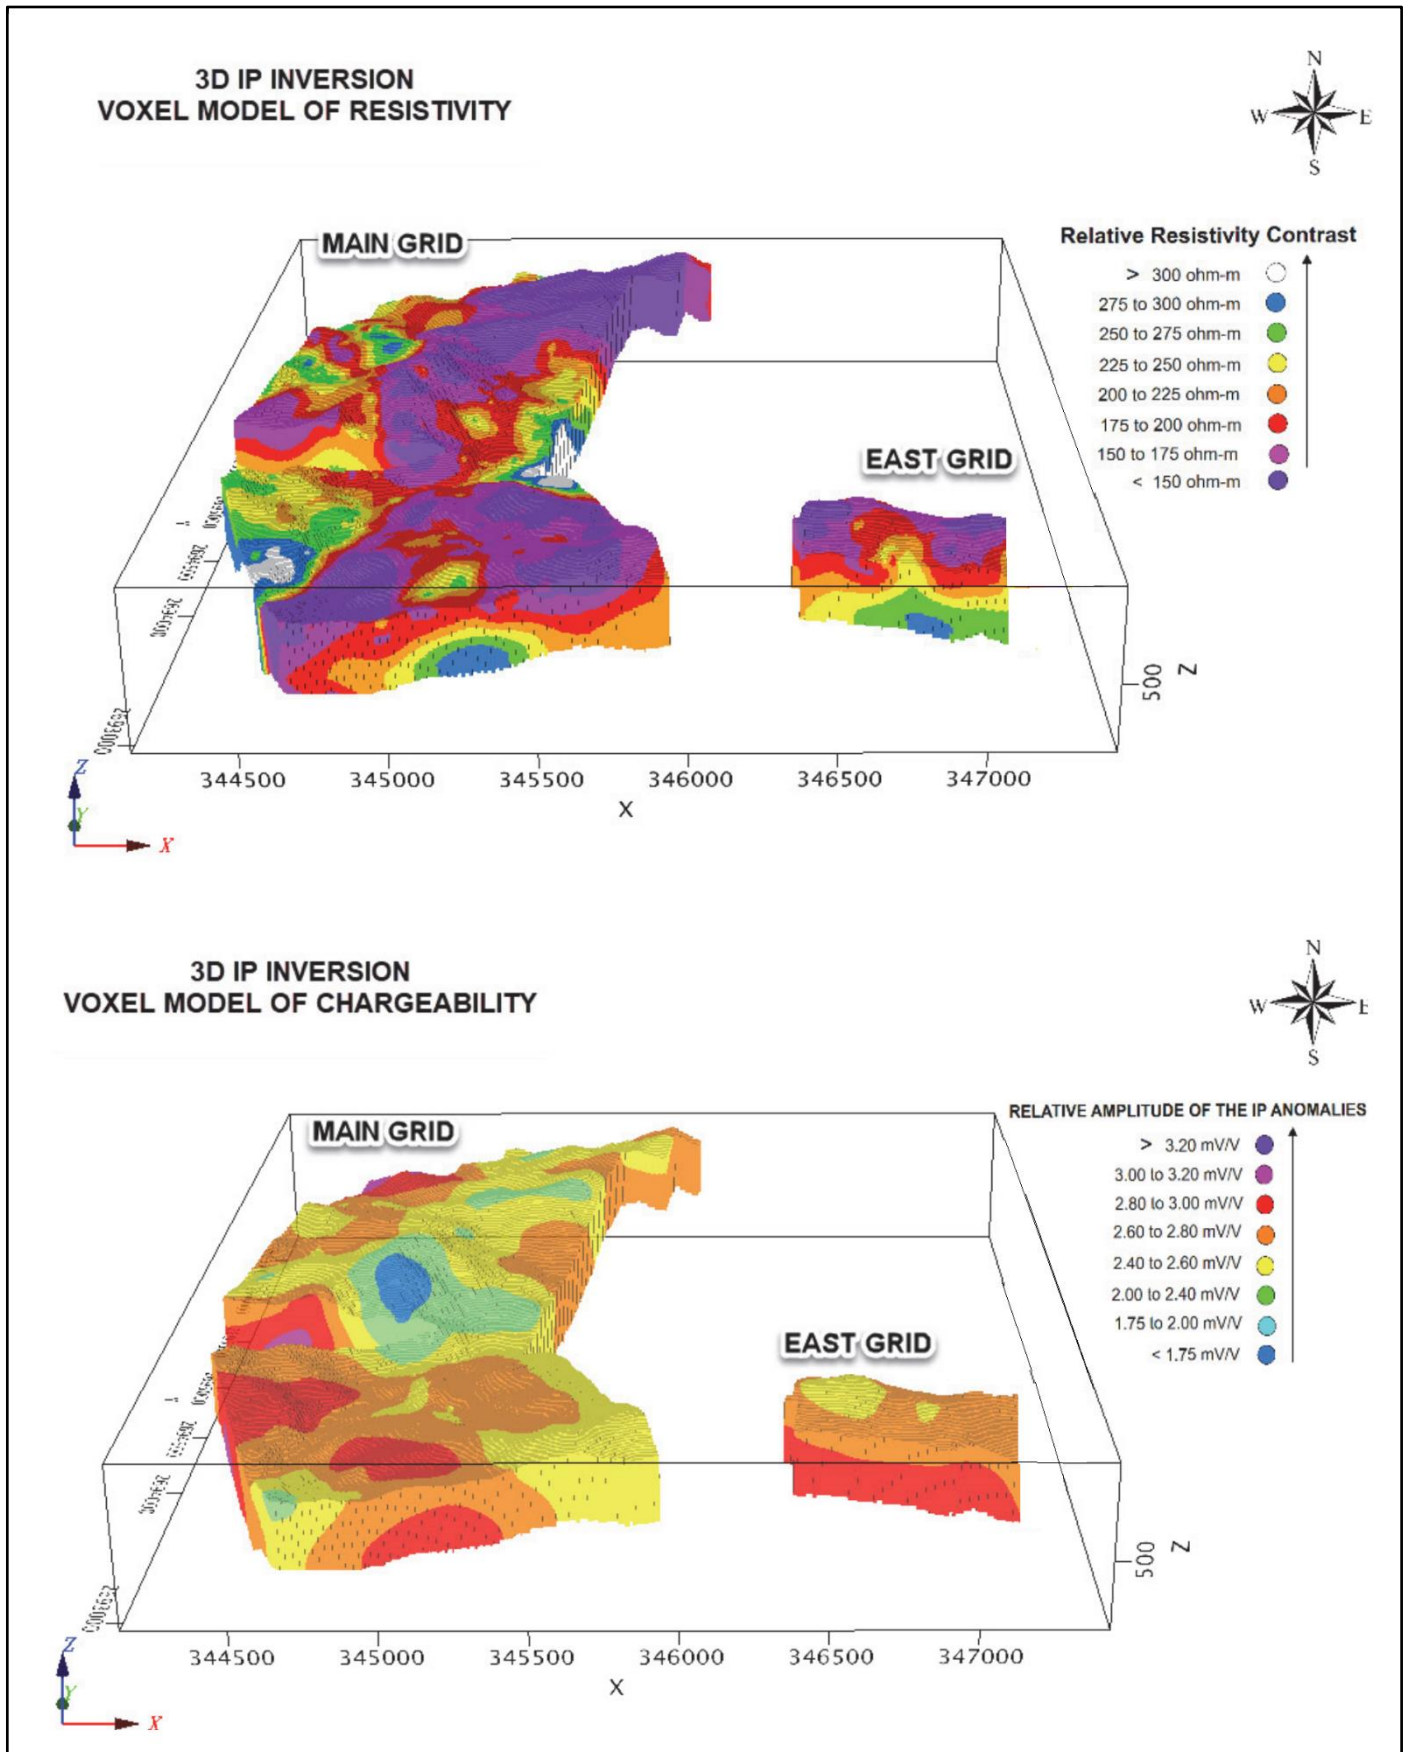 3D IP INVERSION
VOXEL MODEL OF RESISTIVITY
N
W E
S
MAIN GRID
Relative Resistivity Contrast
> 300 ohm-m
275 to 300 ohm-m
250 to 275 ohm-m
225 to 250 ohm-m
200 to 225 ohm-m
175 to 200 ohm-m
150 to 175 ohm-m
< 150 ohm-m
EAST GRID
2693000
500
Z
344500 345000 345500 346000 346500 347000
X
Z
Y
X
3D IP INVERSION
VOXEL MODEL OF CHARGEABILITY
N
W E
S
MAIN GRID
RELATIVE AMPLITUDE OF THE IP ANOMALIES
> 3.20 mV/V
3.00 to 3.20 mV/V
2.80 to 3.00 mV/V
2.60 to 2.80 mV/V
2.40 to 2.60 mV/V
2.00 to 2.40 mV/V
1.75 to 2.00 mV/V
< 1.75 mV/V
EAST GRID
2693000
500
Z
344500 345000 345500 346000 346500 347000
X
Z
Y
X